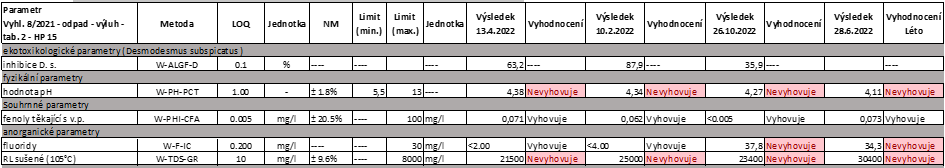 Parametr
Vyhl. 8/2021 - odpad - výluh - tab. 2 - HP 15 Metoda LOQ Jednotka NM Limit (min.) Limit (max.) Jednotka Výsledek 13.4.2022 Vyhodnocení Výsledek 10.2.2022 Vyhodnocení Výsledek 26.10.2022 Vyhodnocení Výsledek 28.6.2022 Vyhodnocení Léto
ekotoxikologické parametry (Desmodesmus subspicatus)
inhibice D. s. W-ALGF-D 0.1 % ---- ---- ---- ---- 63,2 ---- 87,9 ---- 35,9 ----
fyzikální parametry
hodnota pH W-PH-PCT 1.00 - ± 1.8% 5,5 13 ---- 4,38 Nevyhovuje 4,34 Nevyhovuje 4,27 Nevyhovuje 4,11 Nevyhovuje
Souhrnné parametry
fenoly těkající s v.p. W-PHI-CFA 0.005 mg/l ± 20.5% ---- 100 mg/l 0,071 Vyhovuje 0,062 Vyhovuje <0.005 Vyhovuje 0,073 Vyhovuje
anorganické parametry
fluoridy W-F-IC 0.200 mg/l ---- ---- 30 mg/l <2.00 Vyhovuje <4.00 Vyhovuje 37,8 Nevyhovuje 34,3 Nevyhovuje
RL sušené (105°C) W-TDS-GR 10 mg/l ± 9.6% ---- 8000 mg/l 21500 Nevyhovuje 25000 Nevyhovuje 23400 Nevyhovuje 30400 Nevyhovuje